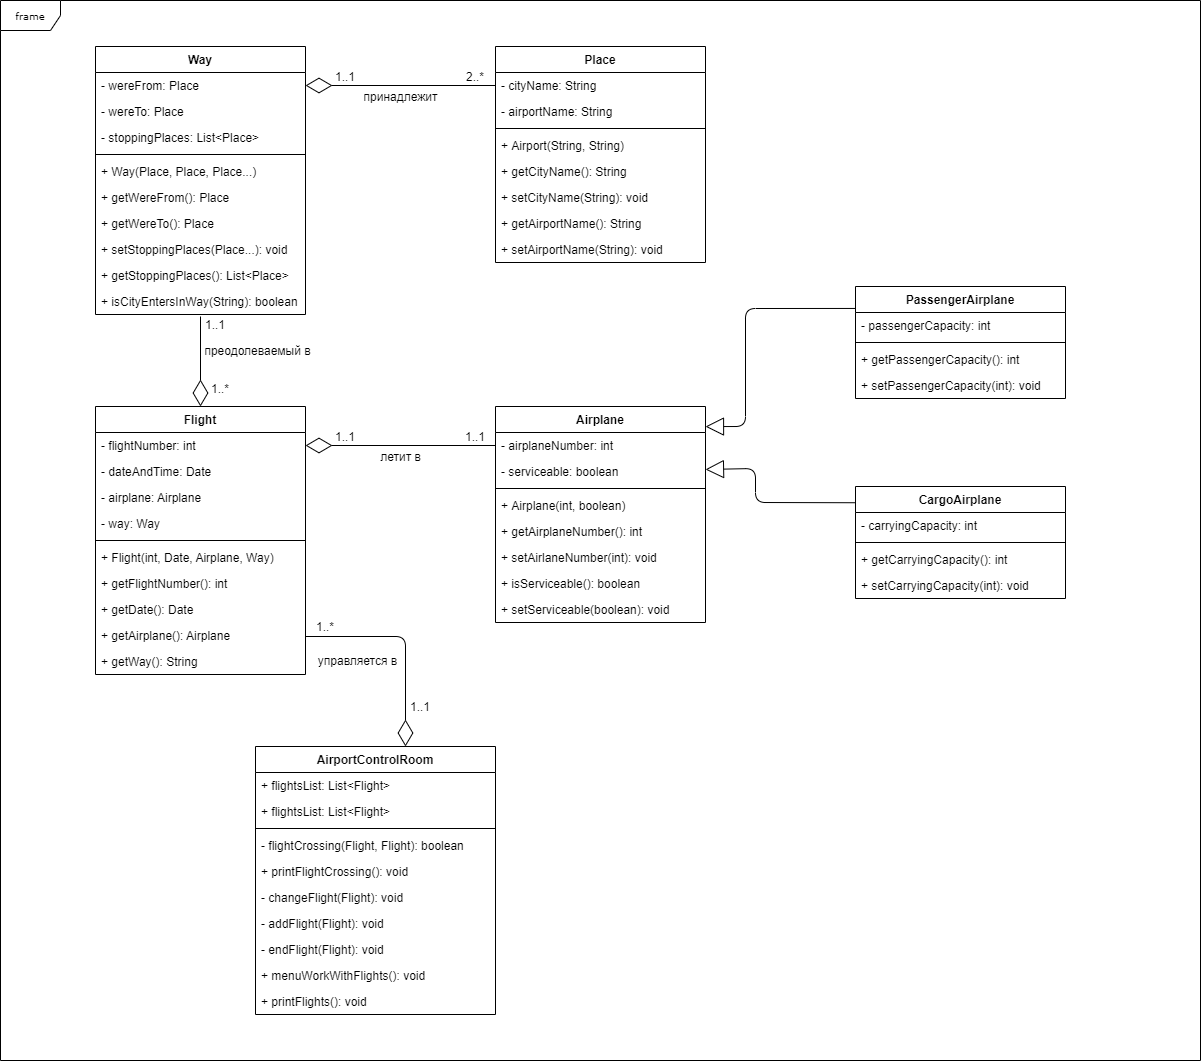 frame
Way
- wereFrom: Place
- wereTo: Place
- stoppingPlaces: List<Place>
+ Way(Place, Place, Place...)
+ getWereFrom(): Place
+ getWereTo(): Place
+ setStoppingPlaces(Place...): void
+ getStoppingPlaces(): List<Place>
+ isCityEntersInWay(String): boolean
1..1
2..*
принадлежит
Place
- cityName: String
- airportName: String
+ Airport(String, String)
+ getCityName(): String
+ setCityName(String): void
+ getAirportName(): String
+ setAirportName(String): void
1..1
преодолеваемый в
1..*
Flight
- flightNumber: int
- dateAndTime: Date
- airplane: Airplane
- way: Way
+ Flight(int, Date, Airplane, Way)
+ getFlightNumber(): int
+ getDate(): Date
+ getAirplane(): Airplane
+ getWay(): String
1..1
1..1
летит в
Airplane
- airplaneNumber: int
- serviceable: boolean
+ Airplane(int, boolean)
+ getAirplaneNumber(): int
+ setAirlaneNumber(int): void
+ isServiceable(): boolean
+ setServiceable(boolean): void
PassengerAirplane
- passengerCapacity: int
+ getPassengerCapacity(): int
+ setPassengerCapacity(int): void
CargoAirplane
- carryingCapacity: int
+ getCarryingCapacity(): int
+ setCarryingCapacity(int): void
1..*
управляется в
1..1
AirportControlRoom
+ flightsList: List<Flight>
+ flightsList: List<Flight>
- flightCrossing(Flight, Flight): boolean
+ printFlightCrossing(): void
- changeFlight(Flight): void
- addFlight(Flight): void
- endFlight(Flight): void
+ menuWorkWithFlights(): void
+ printFlights(): void